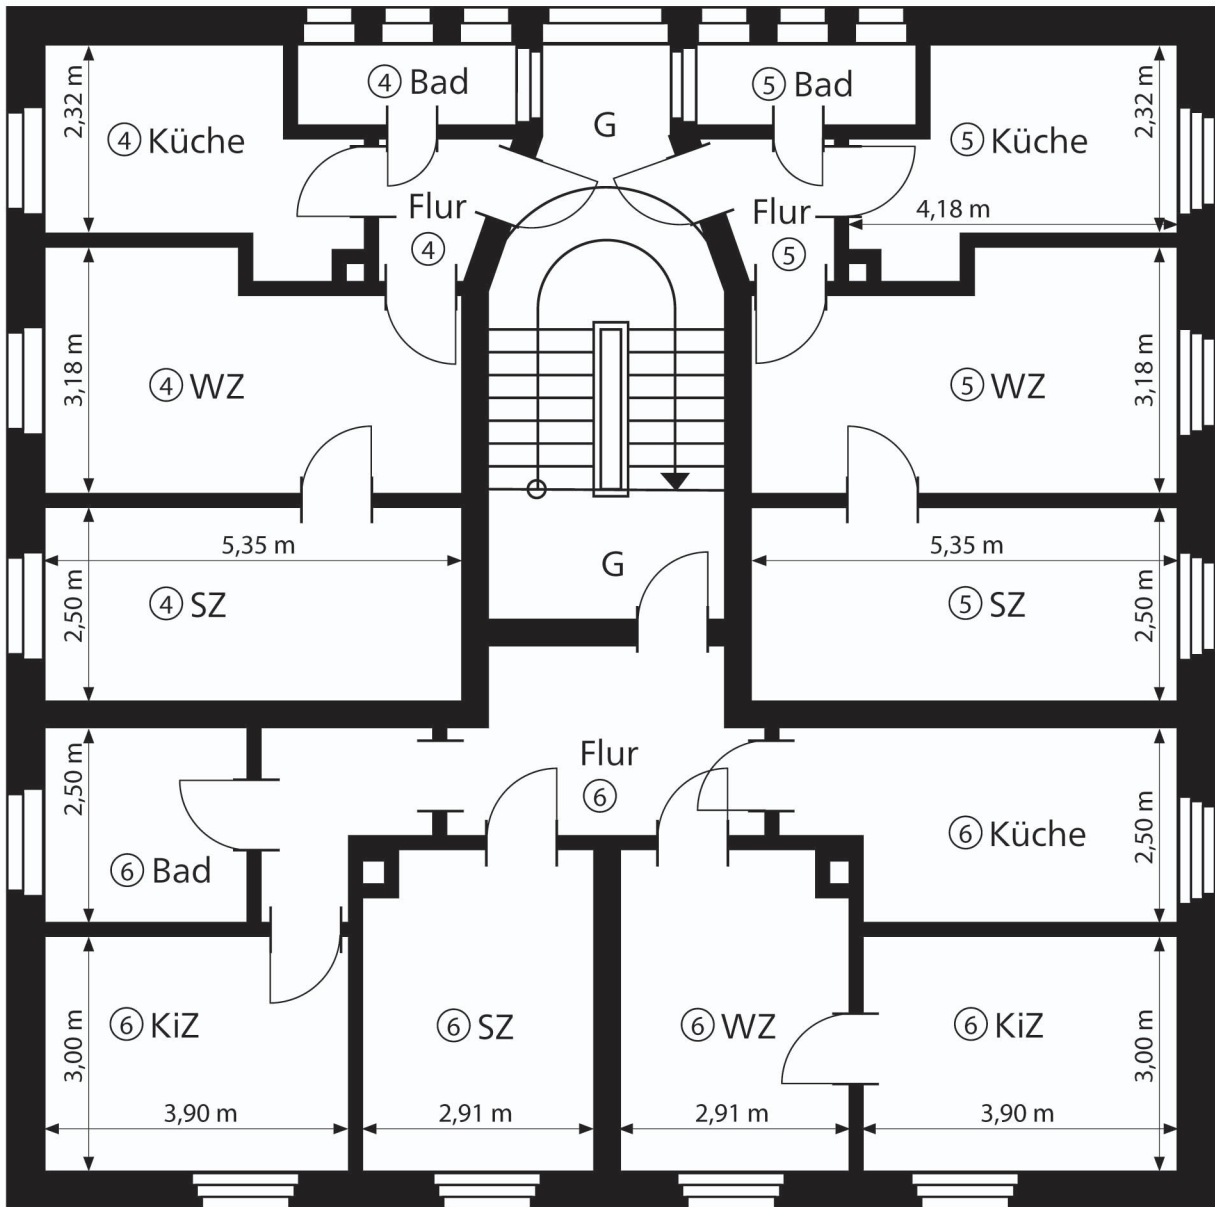 ④ Bad
⑤ Bad
2,32 m
④ Küche
G
⑤ Küche
2,32 m
Flur
④
Flur
⑤
4,18 m
3,18 m
④ WZ
⑤ WZ
3,18 m
5,35 m
5,35 m
2,50 m
④ SZ
G
⑤ SZ
2,50 m
2,50 m
Flur
⑥
⑥ Bad
⑥ Küche
2,50 m
3,00 m
⑥ KiZ
⑥ SZ
⑥ WZ
⑥ KiZ
3,00 m
3,90 m
2,91 m
2,91 m
3,90 m